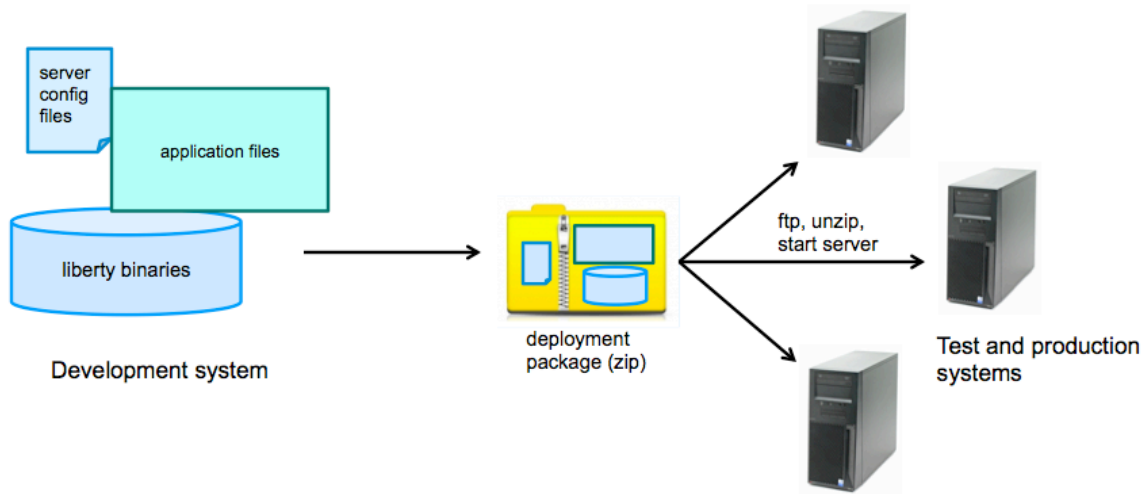 server
config
files
application files
liberty binaries
Development system
deployment
package (zip)
ftp, unzip,
start server
Test and production
systems